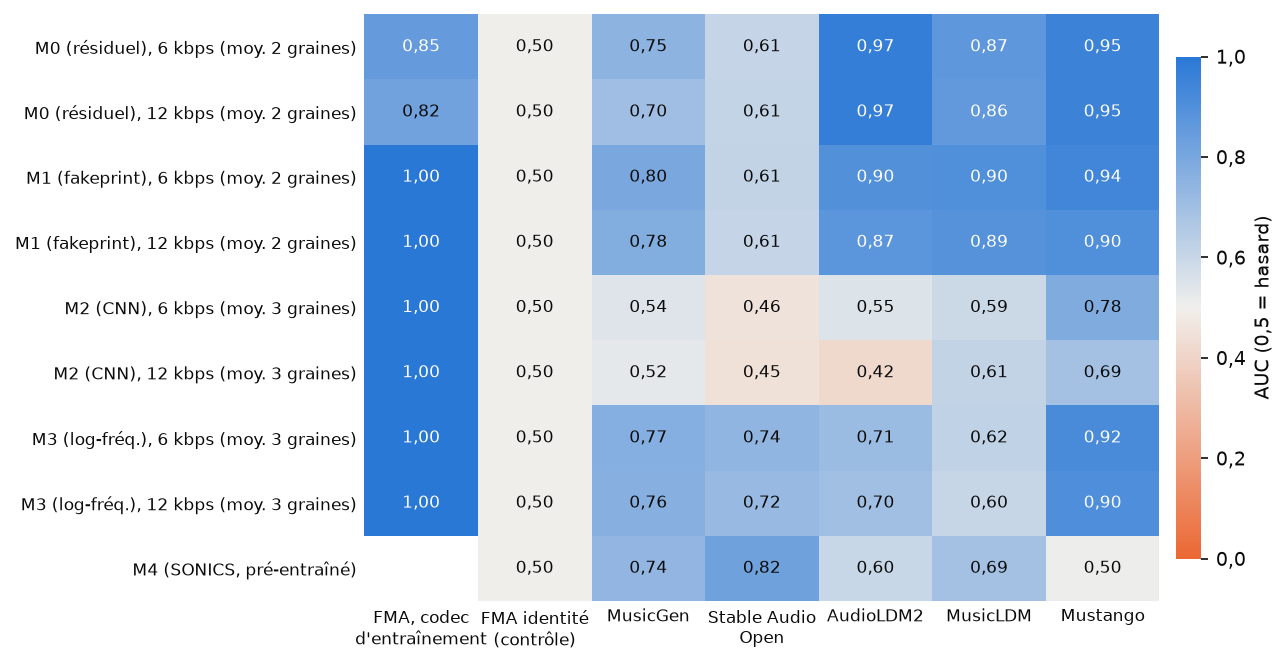 M0 (résiduel), 6 kbps (moy. 2 graines) 0,85 0,50 0,75 0,61 0,97 0,87 0,95
M0 (résiduel), 12 kbps (moy. 2 graines) 0,82 0,50 0,70 0,61 0,97 0,86 0,95
M1 (fakeprint), 6 kbps (moy. 2 graines) 1,00 0,50 0,80 0,61 0,90 0,90 0,94
M1 (fakeprint), 12 kbps (moy. 2 graines) 1,00 0,50 0,78 0,61 0,87 0,89 0,90
M2 (CNN), 6 kbps (moy. 3 graines) 1,00 0,50 0,54 0,46 0,55 0,59 0,78
M2 (CNN), 12 kbps (moy. 3 graines) 1,00 0,50 0,52 0,45 0,42 0,61 0,69
M3 (log-fréq.), 6 kbps (moy. 3 graines) 1,00 0,50 0,77 0,74 0,71 0,62 0,92
M3 (log-fréq.), 12 kbps (moy. 3 graines) 1,00 0,50 0,76 0,72 0,70 0,60 0,90
M4 (SONICS, pré-entraîné) 0,50 0,74 0,82 0,60 0,69 0,50
FMA, codec
d'entraînement
FMA identité
(contrôle)
MusicGen
Stable Audio
Open
AudioLDM2
MusicLDM
Mustango
1,0
0,8
0,6
0,4
0,2
0,0
AUC (0,5 = hasard)